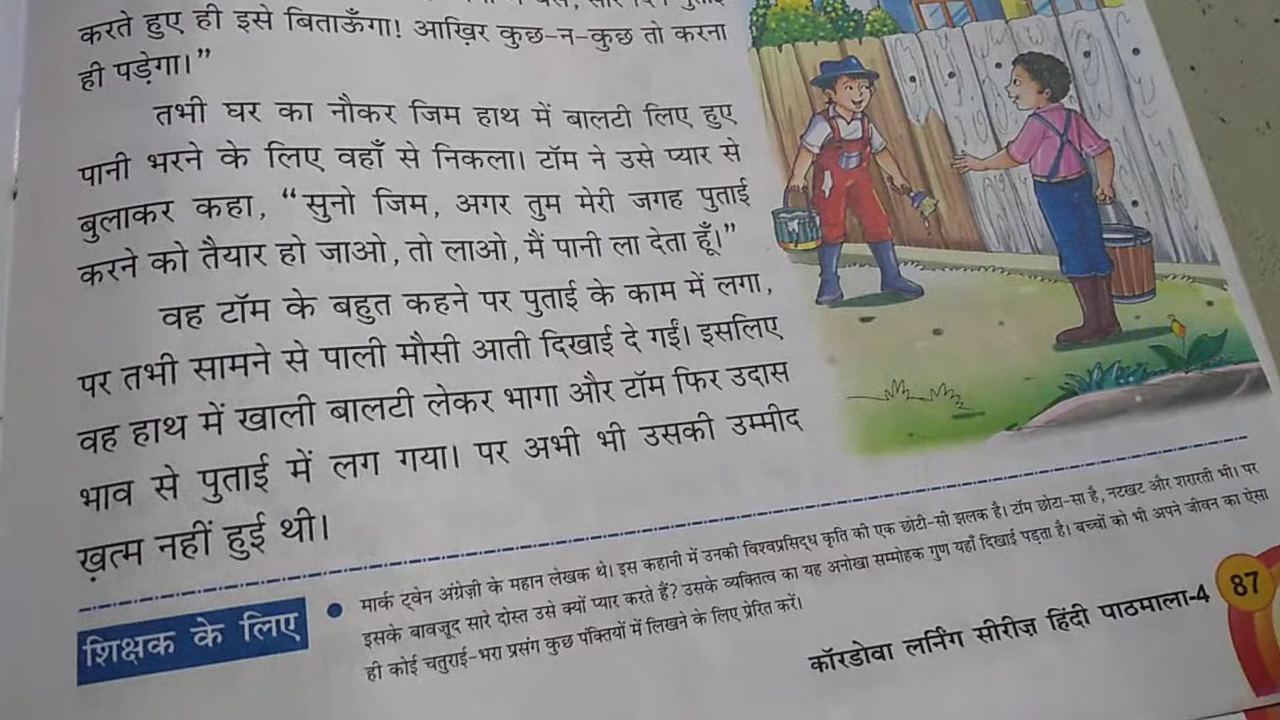 करते हुए ही इसे बिताऊँगा! आख़िर कुछ-न-कुछ तो करना
ही पड़ेगा।”
तभी घर का नौकर जिम हाथ में बालटी लिए हुए
पानी भरने के लिए वहाँ से निकला। टॉम ने उसे प्यार से
बुलाकर कहा, “सुनो जिम, अगर तुम मेरी जगह पुताई
करने को तैयार हो जाओ, तो लाओ, मैं पानी ला देता हूँ।”
वह टॉम के बहुत कहने पर पुताई के काम में लगा,
पर तभी सामने से पाली मौसी आती दिखाई दे गईं। इसलिए
वह हाथ में खाली बालटी लेकर भागा और टॉम फिर उदास
भाव से पुताई में लग गया। पर अभी भी उसकी उम्मीद
ख़त्म नहीं हुई थी।
शिक्षक के लिए
● मार्क ट्वेन अंग्रेज़ी के महान लेखक थे। इस कहानी में उनकी विश्वप्रसिद्ध कृति की एक छोटी-सी झलक है। टॉम छोटा-सा है, नटखट और शरारती भी। पर
इसके बावजूद सारे दोस्त उसे क्यों प्यार करते हैं? उसके व्यक्तित्व का यह अनोखा सम्मोहक गुण यहाँ दिखाई पड़ता है। बच्चों को भी अपने जीवन का ऐसा
ही कोई चतुराई-भरा प्रसंग कुछ पंक्तियों में लिखने के लिए प्रेरित करें।
कॉरडोवा लर्निंग सीरीज़ हिंदी पाठमाला-4
87